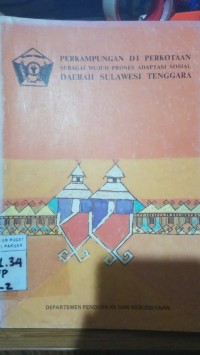 PERKAMPUNGAN DI PERKOTAAN
SEBAGAI WUJUD PROSES ADAPTASI SOSIAL
DAERAH SULAWESI TENGGARA
DEPARTEMEN PENDIDIKAN DAN KEBUDAYAAN